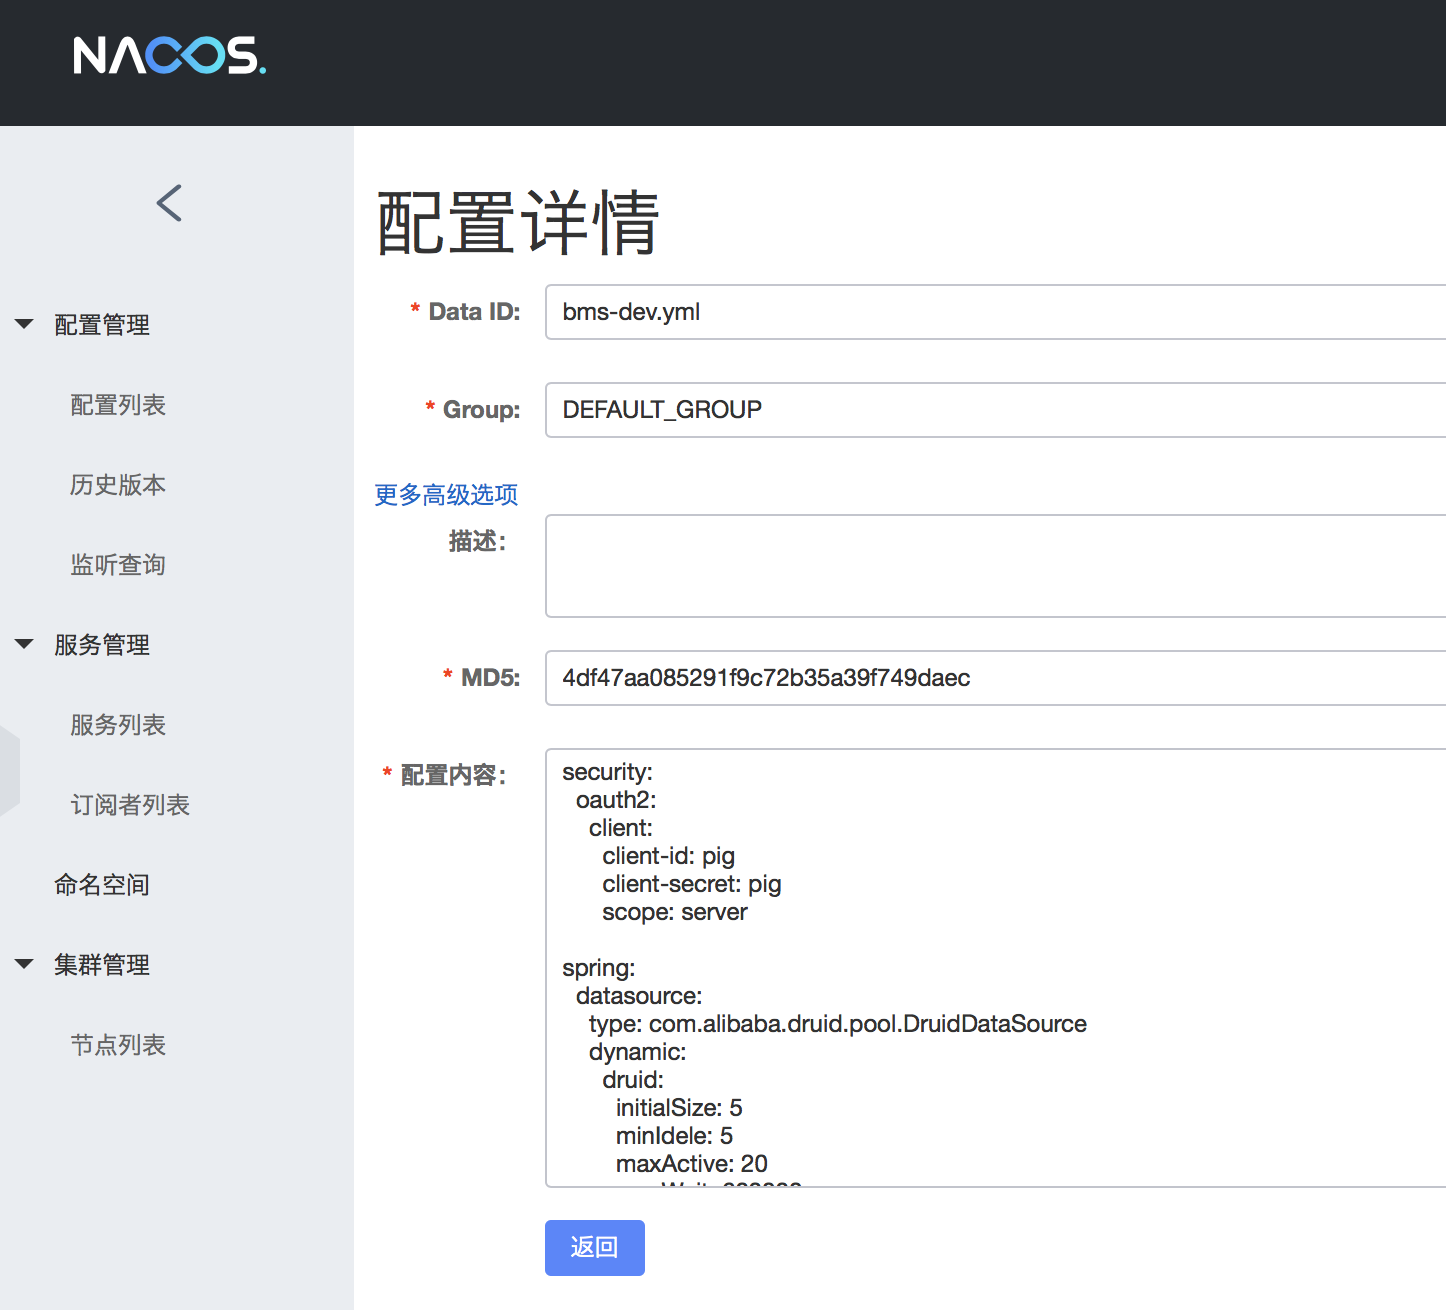 NACOS.
配置管理
配置列表
历史版本
监听查询
服务管理
服务列表
订阅者列表
命名空间
集群管理
节点列表
配置详情
* Data ID: bms-dev.yml
* Group: DEFAULT_GROUP
更多高级选项
描述：
* MD5: 4df47aa085291f9c72b35a39f749daec
* 配置内容：
security:
oauth2:
client:
client-id: pig
client-secret: pig
scope: server
spring:
datasource:
type: com.alibaba.druid.pool.DruidDataSource
dynamic:
druid:
initialSize: 5
minIdele: 5
maxActive: 20
返回